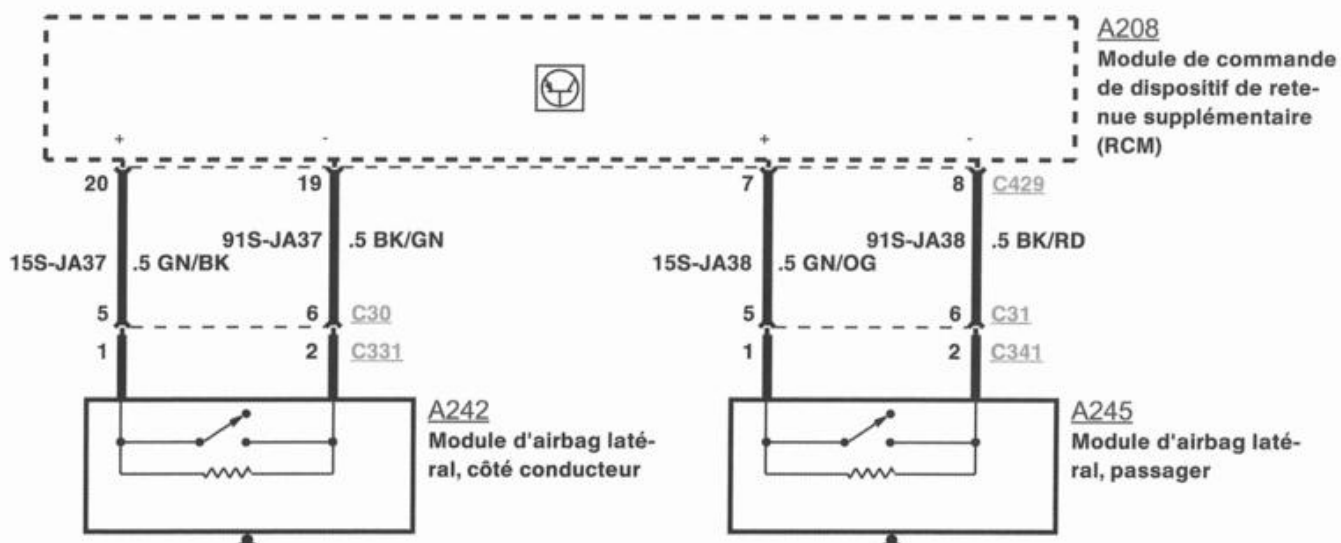 A208
Module de commande
de dispositif de rete-
nue supplémentaire
(RCM)
+ - + -
20 19 7 8 C429
91S-JA37 .5 BK/GN 91S-JA38 .5 BK/RD
15S-JA37 .5 GN/BK 15S-JA38 .5 GN/OG
5 6 C30 5 6 C31
1 2 C331 1 2 C341
A242
Module d'airbag laté-
ral, côté conducteur
A245
Module d'airbag laté-
ral, passager